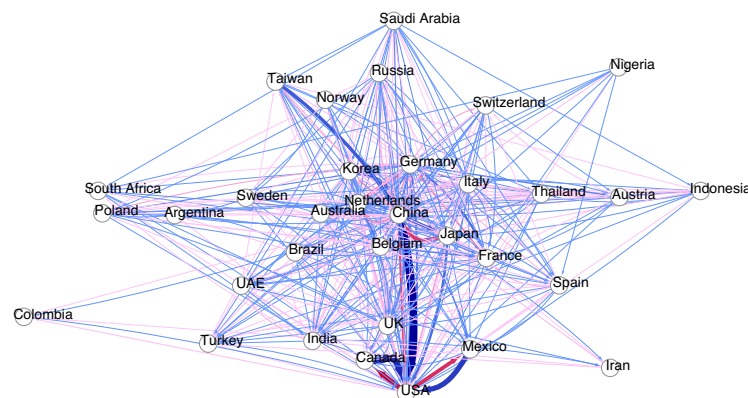 Saudi Arabia
Nigeria
Russia
Taiwan
Norway
Switzerland
Germany
Korea
Italy
South Africa
Thailand
Austria
Indonesia
Sweden
Netherlands
Poland
Argentina
Australia
China
Japan
Brazil
Belgium
France
UAE
Spain
Colombia
UK
Turkey
India
Mexico
Canada
Iran
USA